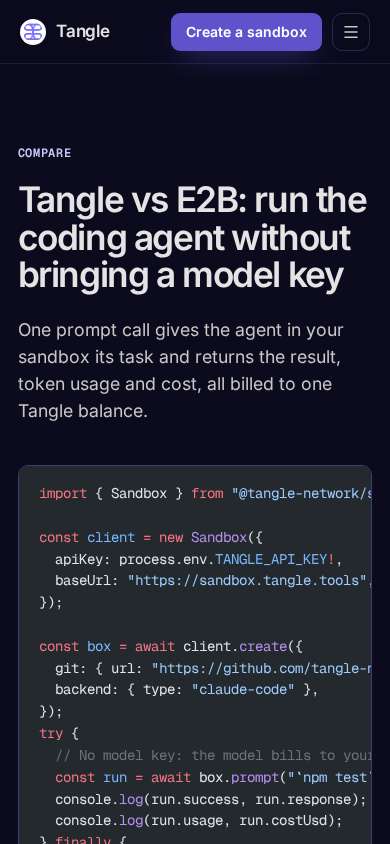 Tangle
Create a sandbox
COMPARE
Tangle vs E2B: run the
coding agent without
bringing a model key
One prompt call gives the agent in your
sandbox its task and returns the result,
token usage and cost, all billed to one
Tangle balance.
import { Sandbox } from "@tangle-network/s
const client = new Sandbox({
  apiKey: process.env.TANGLE_API_KEY!,
  baseUrl: "https://sandbox.tangle.tools",
});
const box = await client.create({
  git: { url: "https://github.com/tangle-n
  backend: { type: "claude-code" },
});
try {
  // No model key: the model bills to your
  const run = await box.prompt("`npm test`
  console.log(run.success, run.response);
  console.log(run.usage, run.costUsd);
} finally {